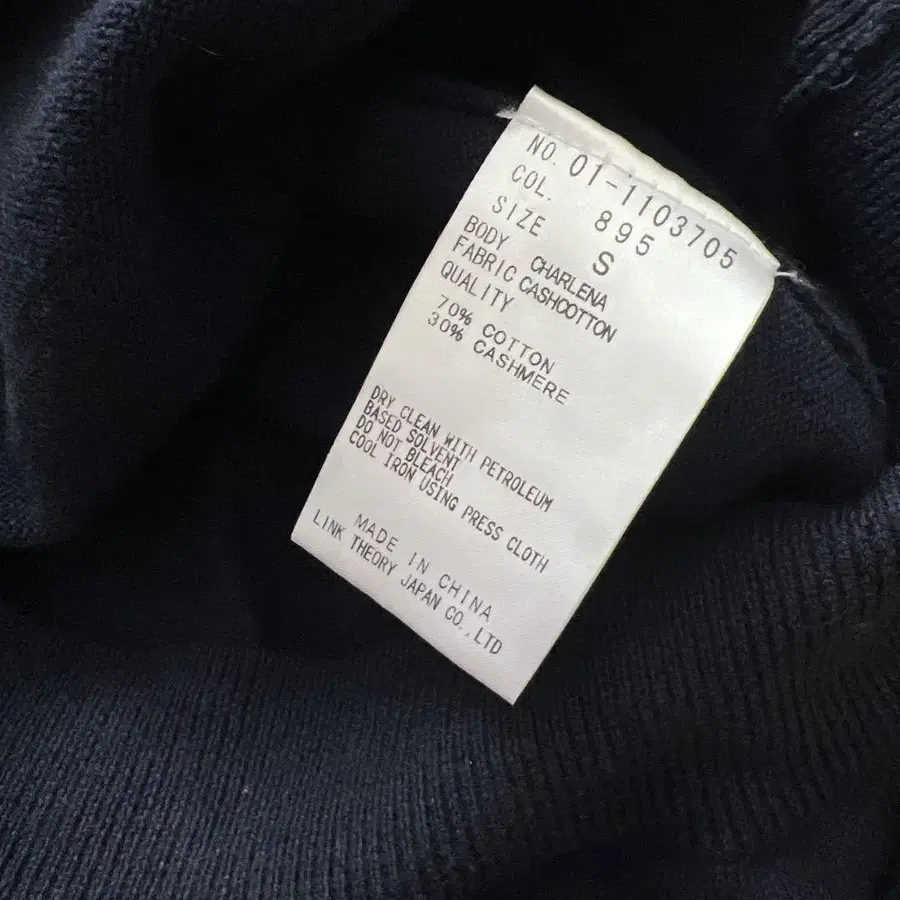 NO. 01-1103705
COL. 895
SIZE S
BODY CHARLENA
FABRIC CASHCOTTON
QUALITY
70% COTTON
30% CASHMERE
DRY CLEAN WITH PETROLEUM
BASED SOLVENT
DO NOT BLEACH
COOL IRON USING PRESS CLOTH
MADE IN CHINA
LINK THEORY JAPAN CO.,LTD